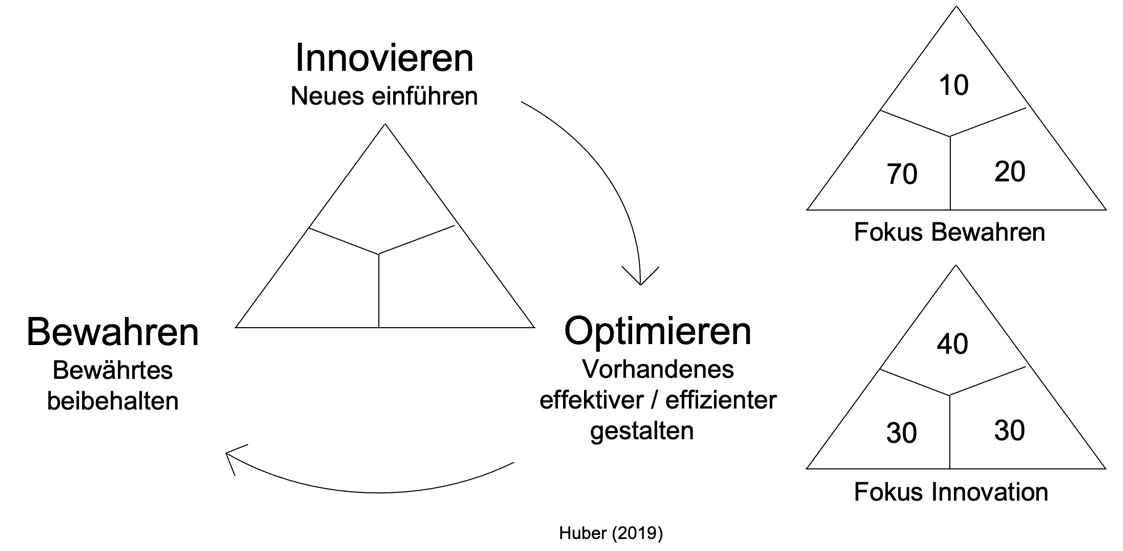 Innovieren
Neues einführen
Bewahren
Bewährtes
beibehalten
Optimieren
Vorhandenes
effektiver / effizienter
gestalten
10
70
20
Fokus Bewahren
40
30
30
Fokus Innovation
Huber (2019)